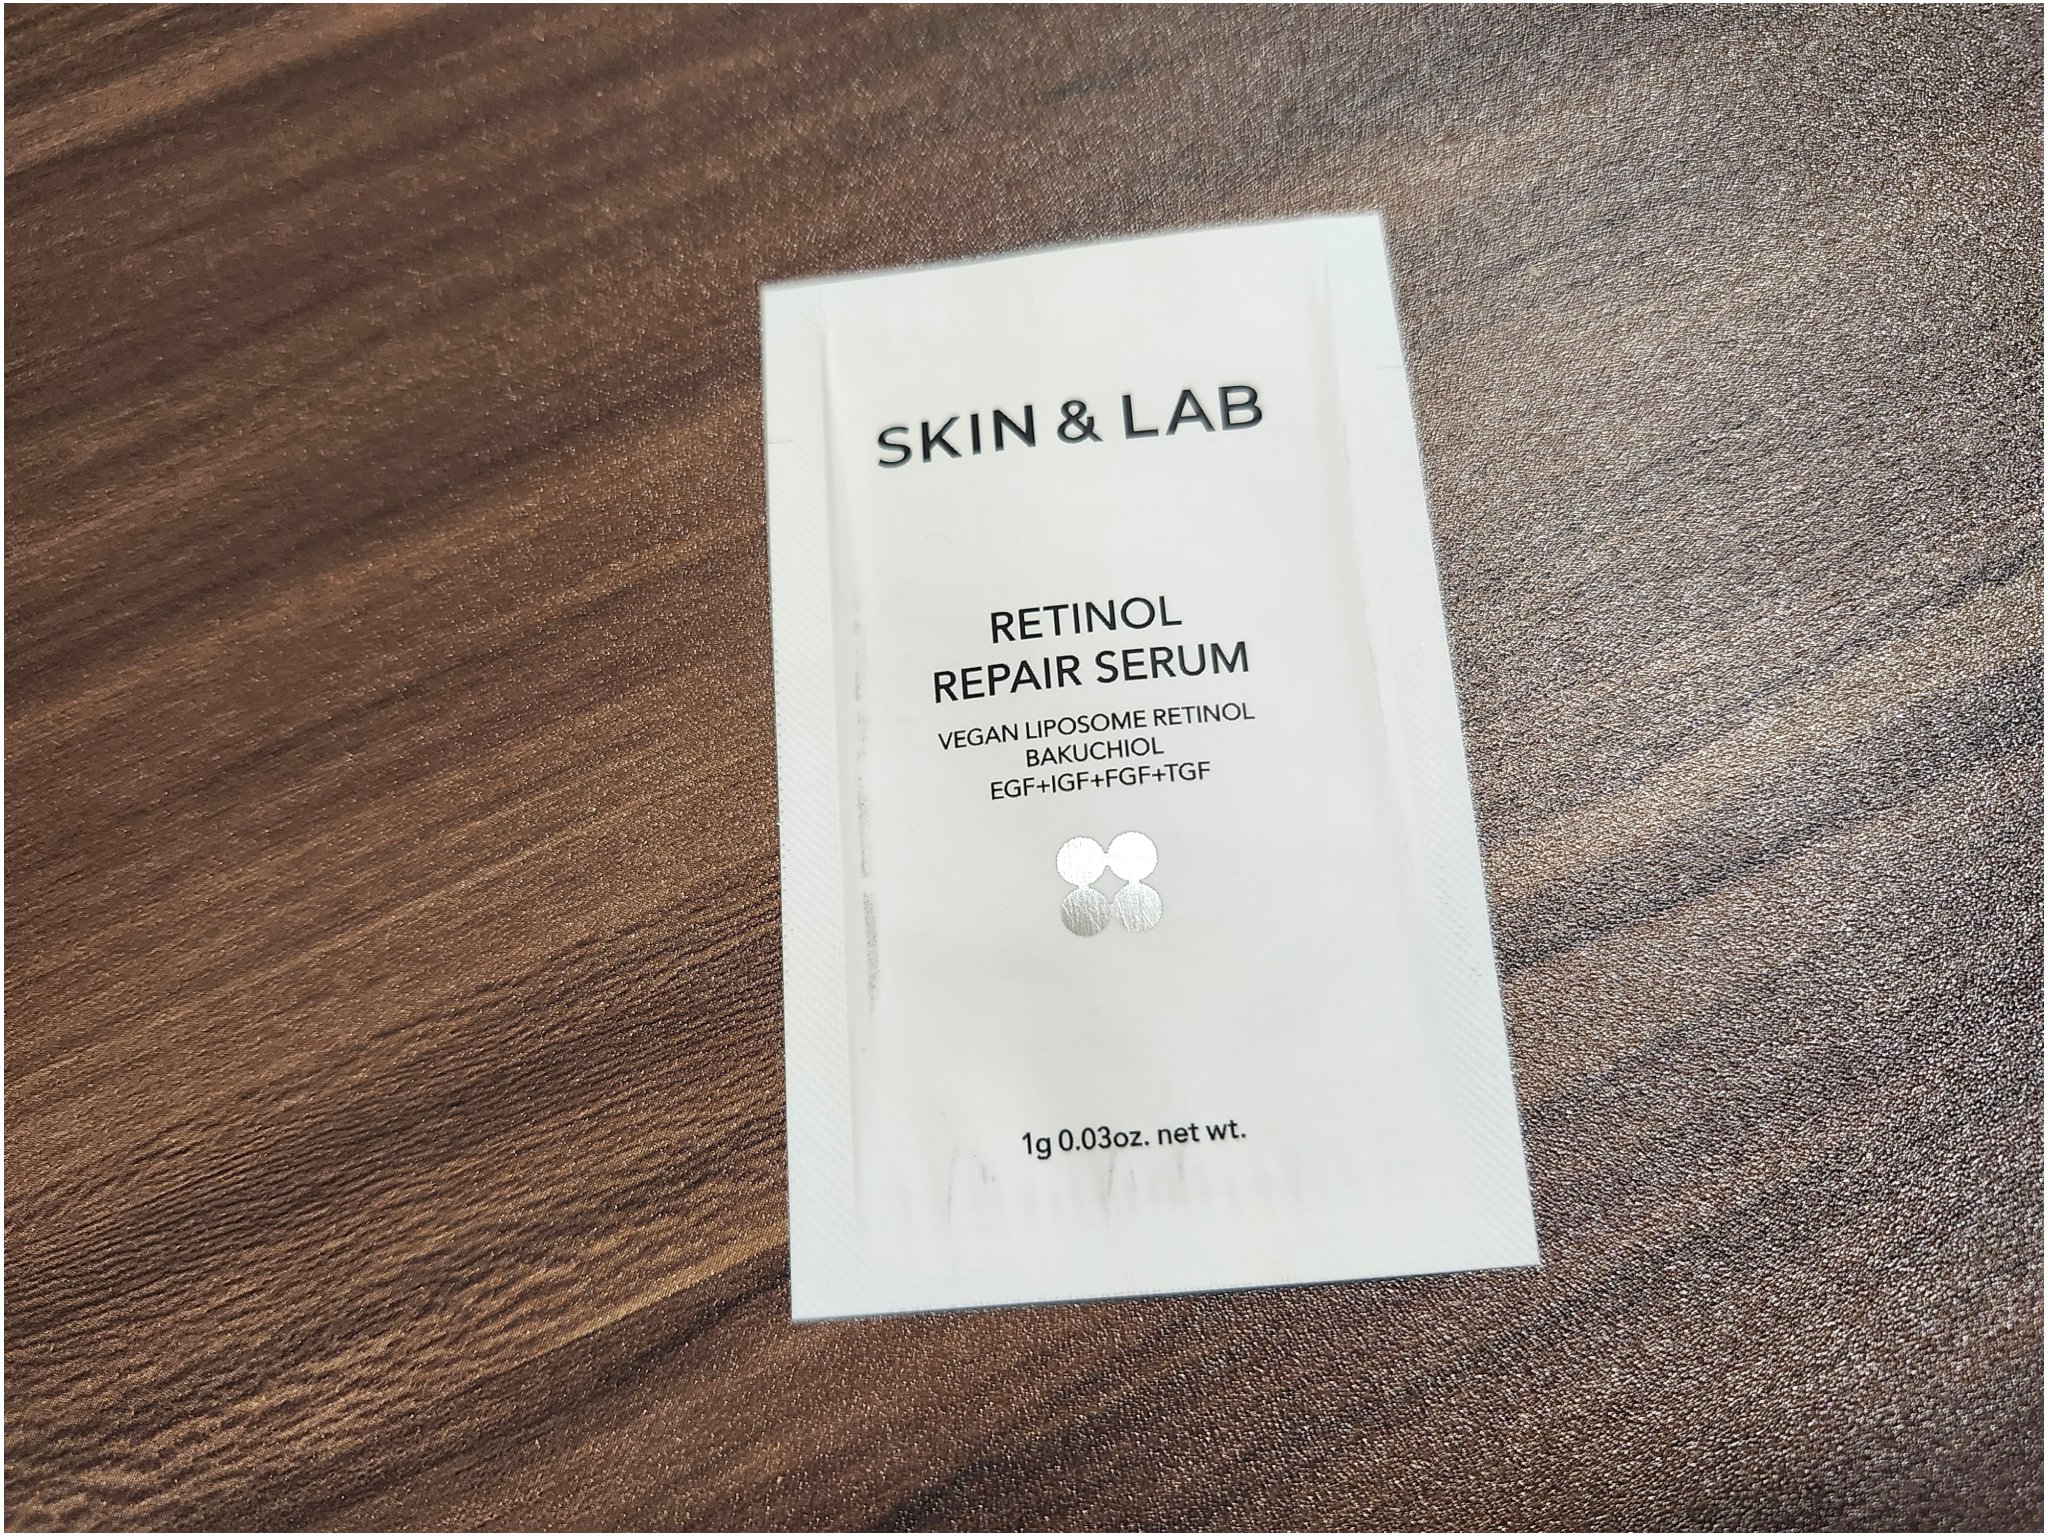 SKIN & LAB
RETINOL
REPAIR SERUM
VEGAN LIPOSOME RETINOL
BAKUCHIOL
EGF+IGF+FGF+TGF
1g 0.03oz. net wt.